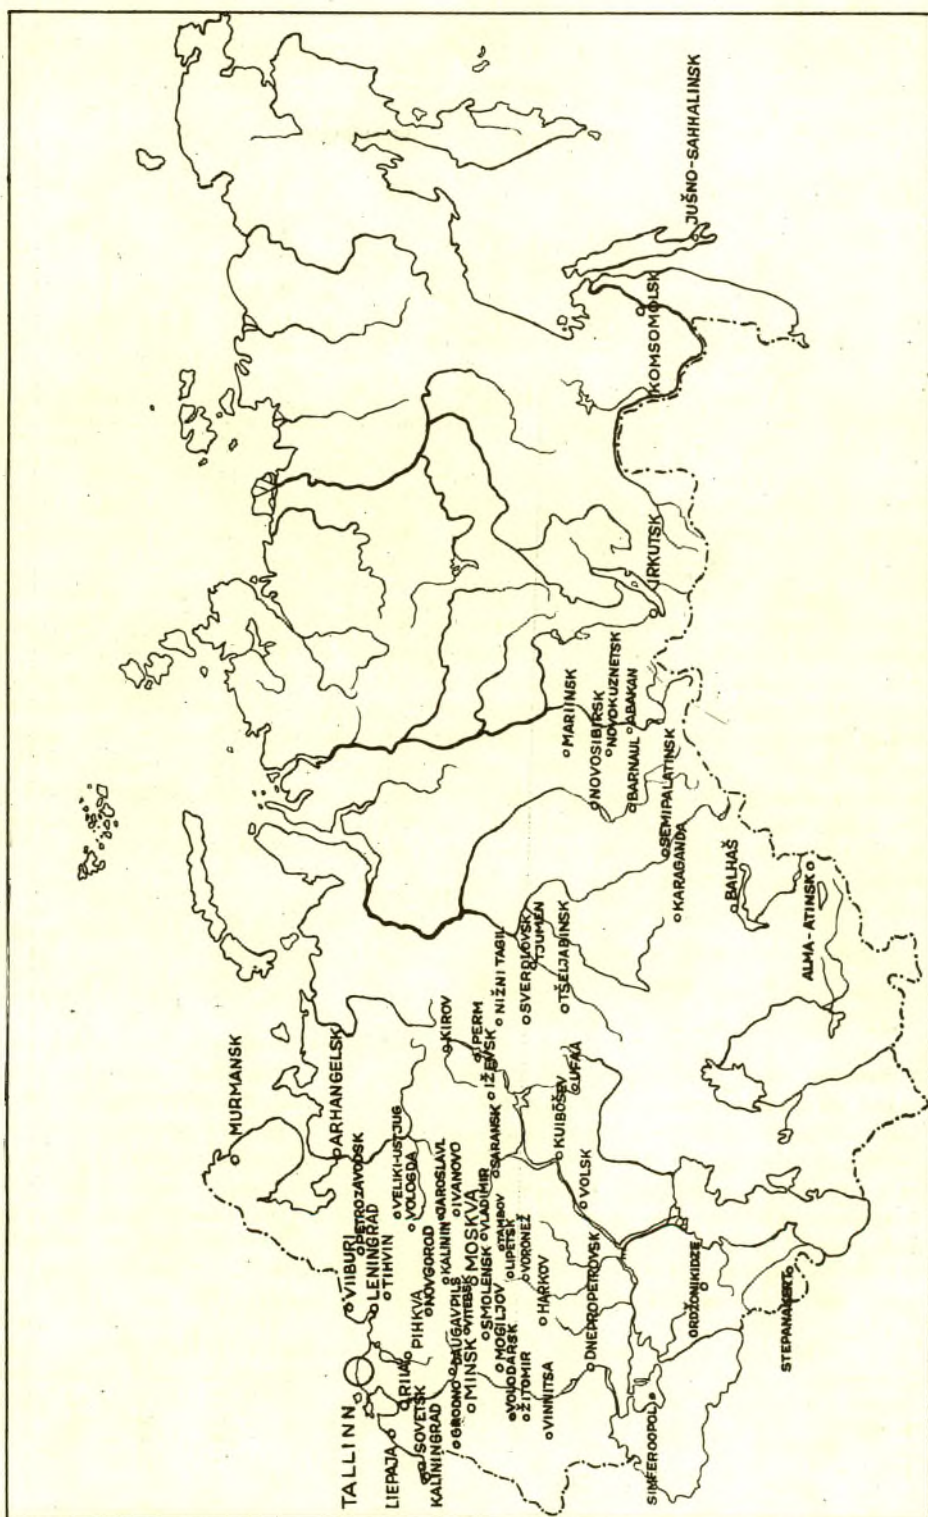 MURMANSK
ARHANGELSK
TALLINN
VIIBURI
PETROZAVODSK
LENINGRAD
TIHVIN
VELIKI-USTJUG
VOLOGDA
LIEPAJA
RIIA
PIHKVA
NOVGOROD
SOVETSK
KALININGRAD
KALININ
JAROSLAVL
IVANOVO
KIROV
GRODNO
DAUGAVPILS
VITEBSK
MOSKVA
VLADIMIR
MINSK
SMOLENSK
SARANSK
IŽEVSK
PERM
NIŽNI TAGIL
MOGILJOV
TAMBOV
LIPETSK
VORONEŽ
SVERDLOVSK
TJUMEN
VOLODARSK
ŽITOMIR
VINNITSA
HARKOV
KUIBÕŠEV
UFAA
TŠELJABINSK
DNEPROPETROVSK
VOLSK
SIMFEROOPOL
ORDŽONIKIDZE
STEPANAKERT
MARIINSK
NOVOSIBIRSK
NOVOKUZNETSK
BARNAUL
ABAKAN
SEMIPALATINSK
KARAGANDA
BALHAŠ
ALMA-ATINSK
IRKUTSK
KOMSOMOLSK
JUŠNO-SAHHALINSK